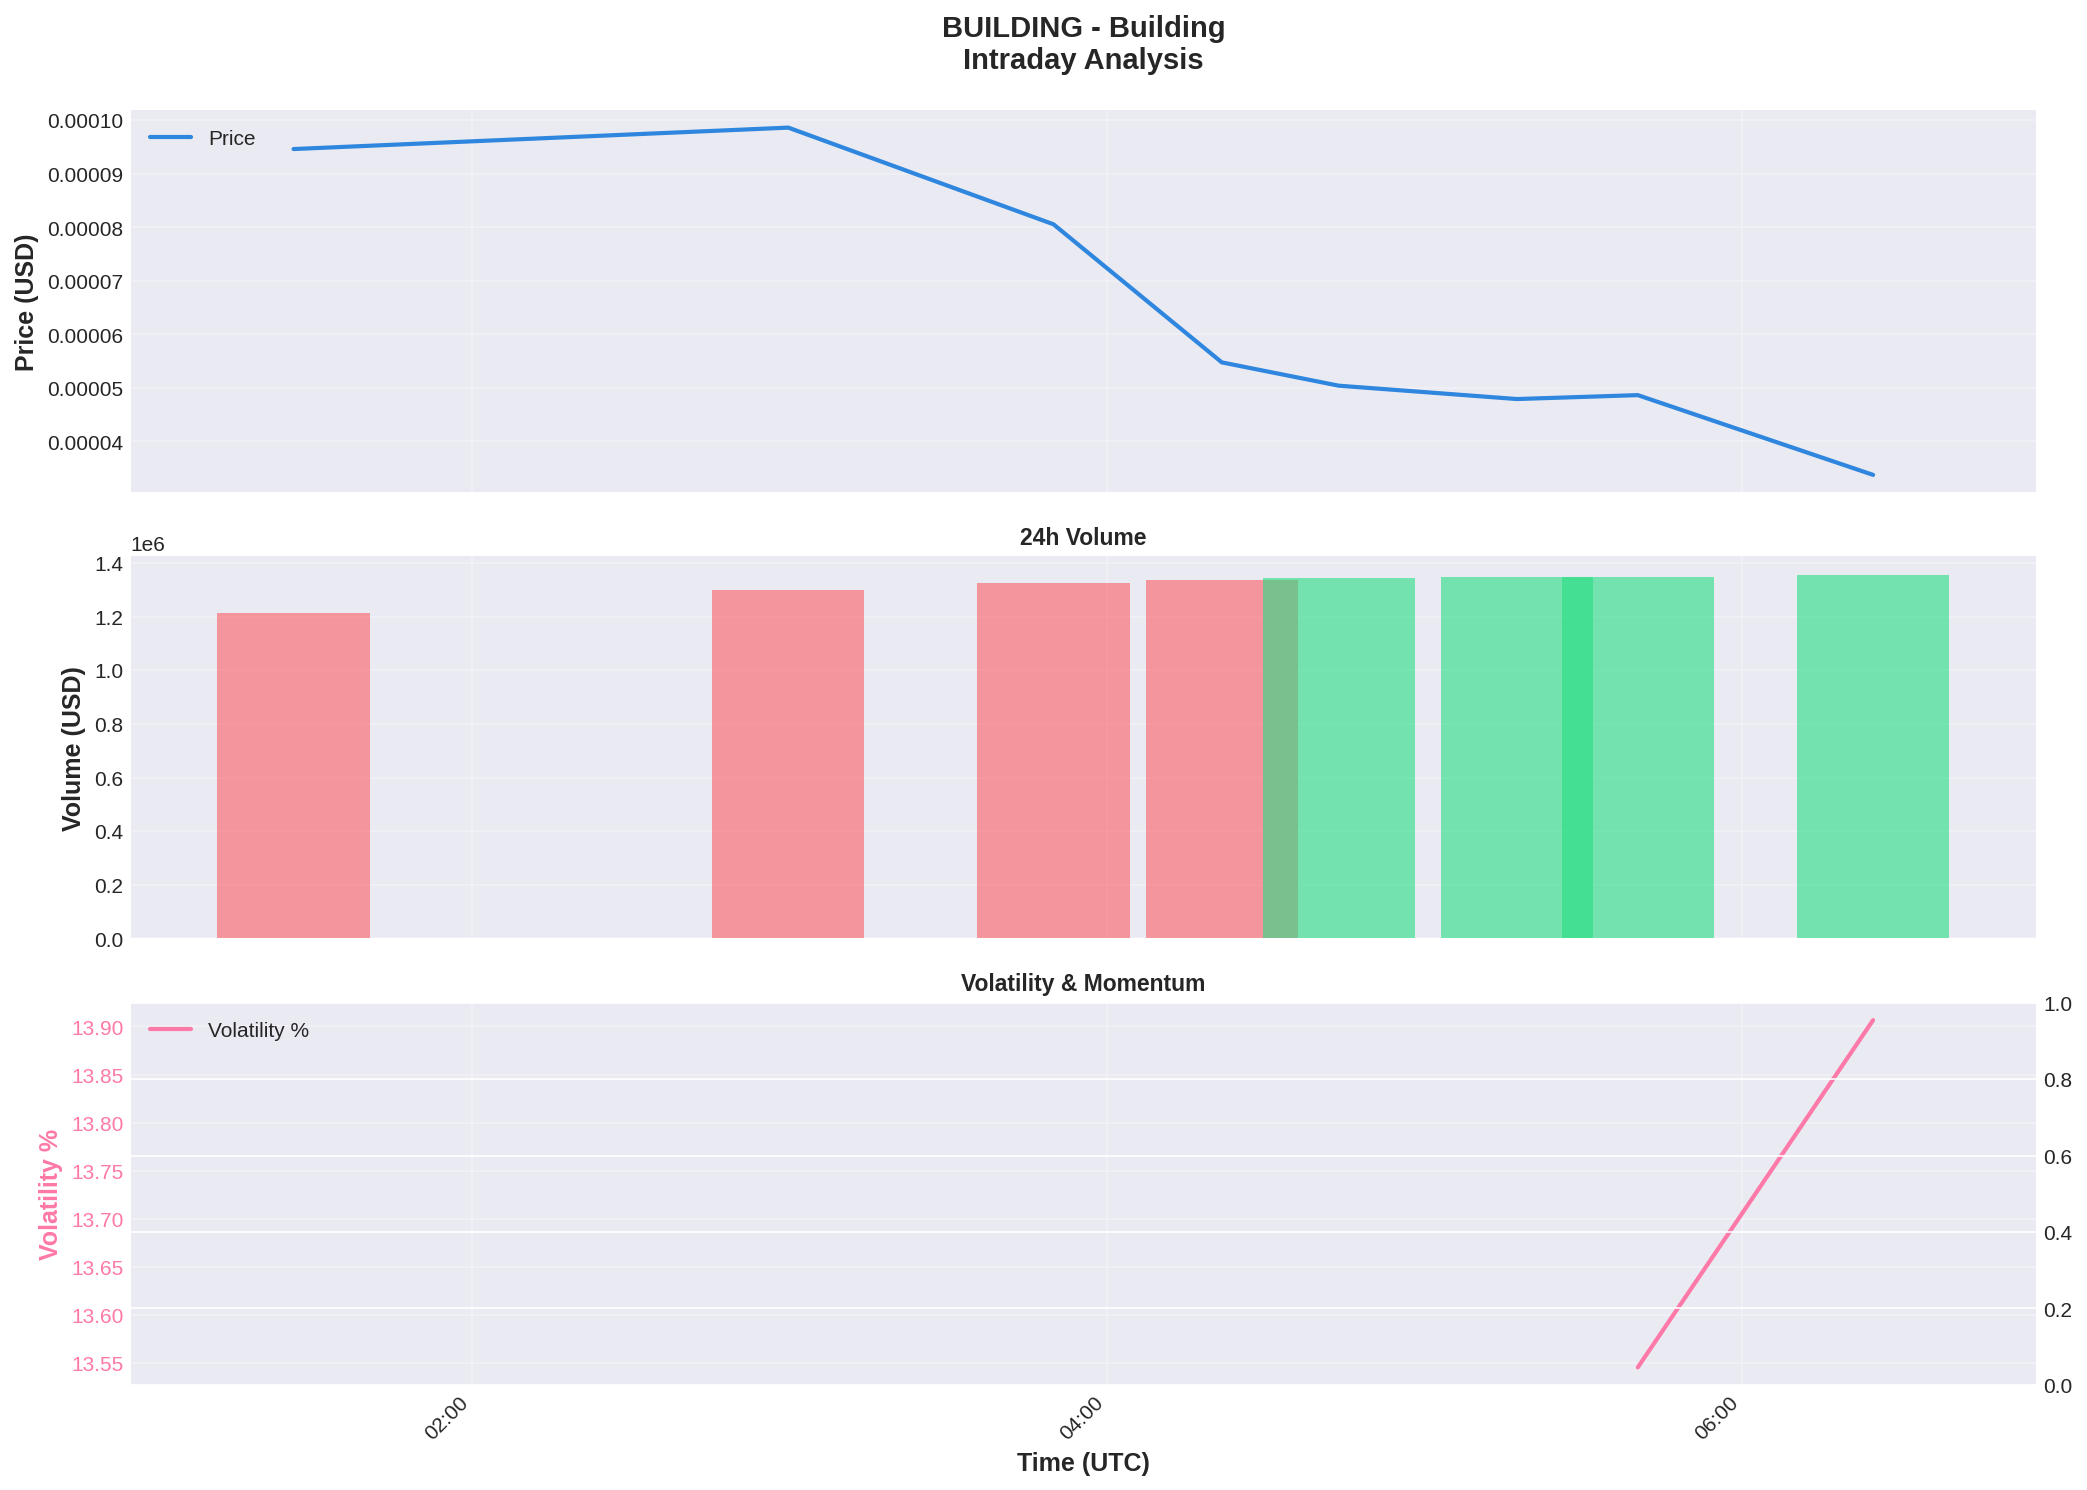 BUILDING - Building
Intraday Analysis
Price
0.00010
0.00009
0.00008
0.00007
0.00006
0.00005
0.00004
Price (USD)
24h Volume
1e6
1.4
1.2
1.0
0.8
0.6
0.4
0.2
0.0
Volume (USD)
Volatility & Momentum
Volatility %
13.90
13.85
13.80
13.75
13.70
13.65
13.60
13.55
Volatility %
1.0
0.8
0.6
0.4
0.2
0.0
02:00
04:00
06:00
Time (UTC)